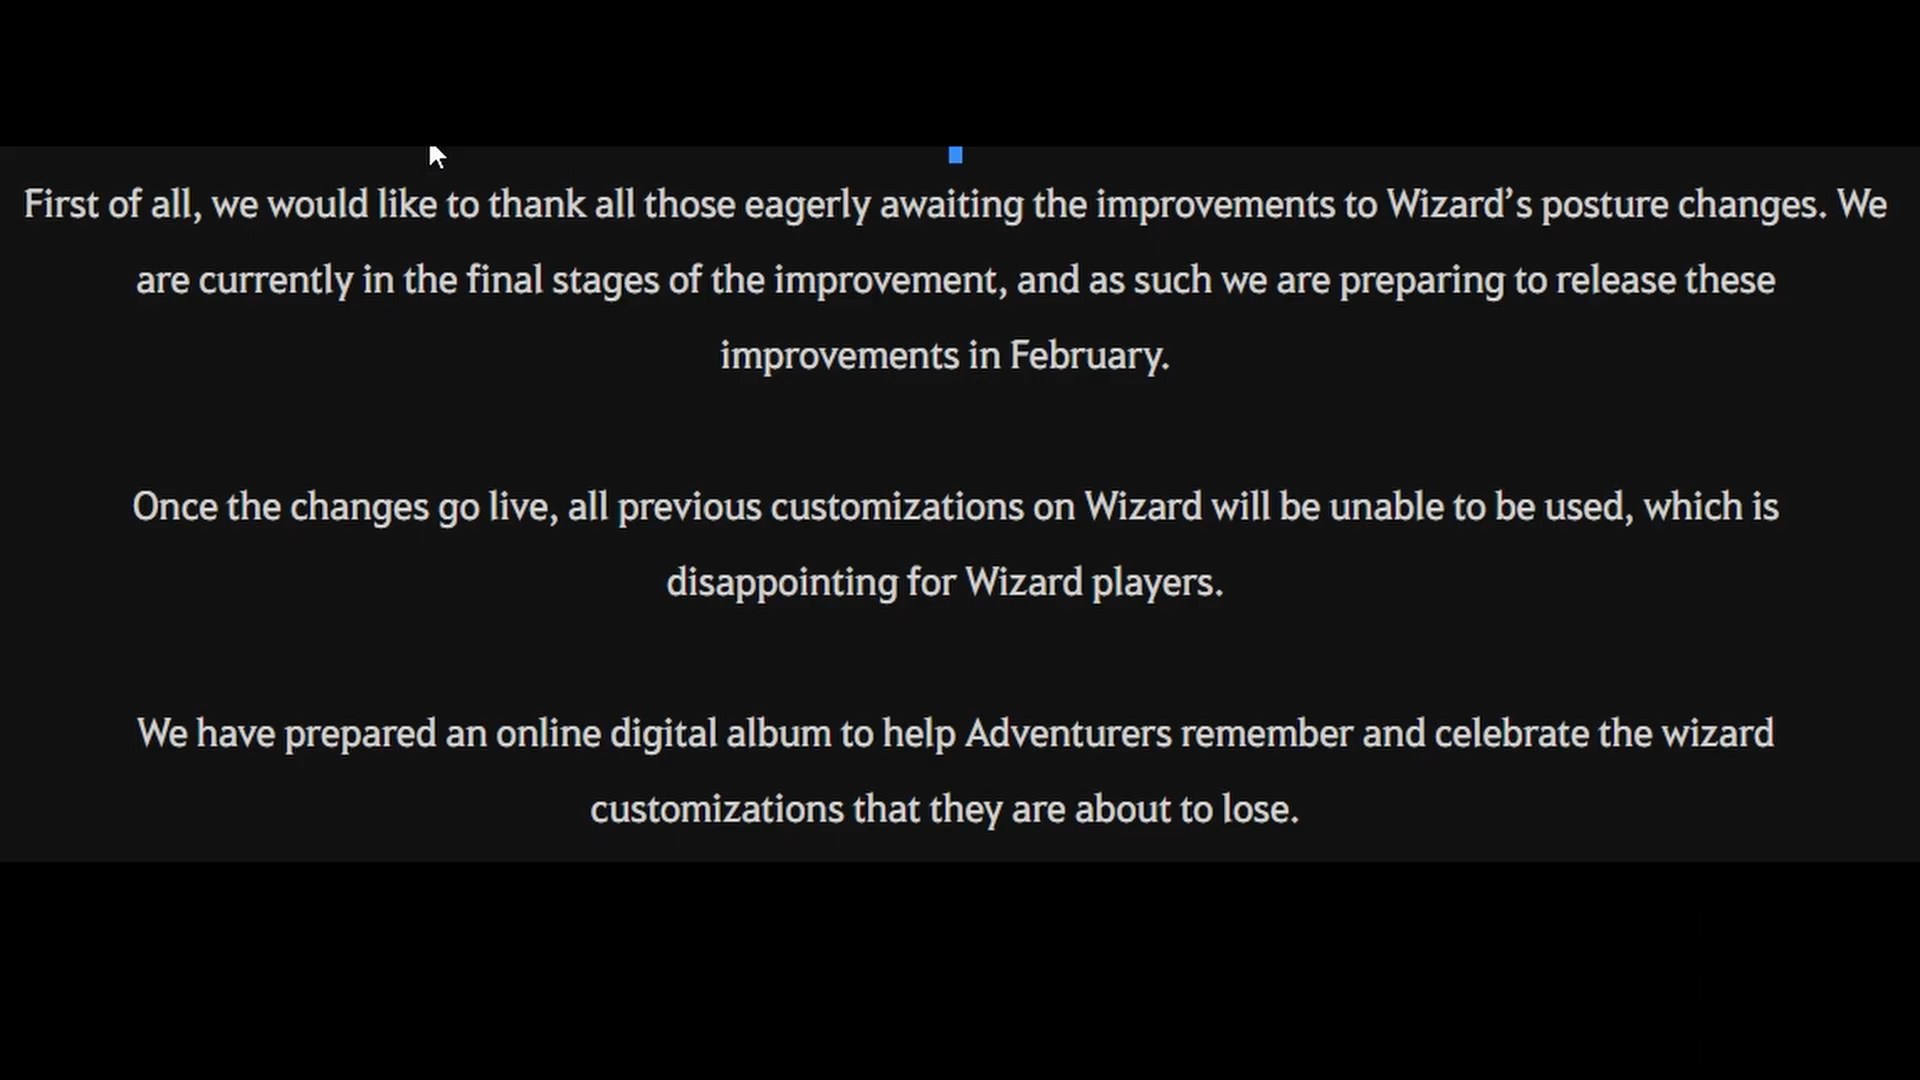 First of all, we would like to thank all those eagerly awaiting the improvements to Wizard’s posture changes. We
are currently in the final stages of the improvement, and as such we are preparing to release these
improvements in February.
Once the changes go live, all previous customizations on Wizard will be unable to be used, which is
disappointing for Wizard players.
We have prepared an online digital album to help Adventurers remember and celebrate the wizard
customizations that they are about to lose.